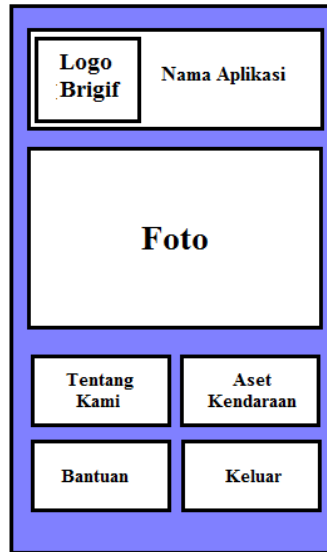 Logo
Brigif
Nama Aplikasi
Foto
Tentang
Kami
Aset
Kendaraan
Bantuan
Keluar